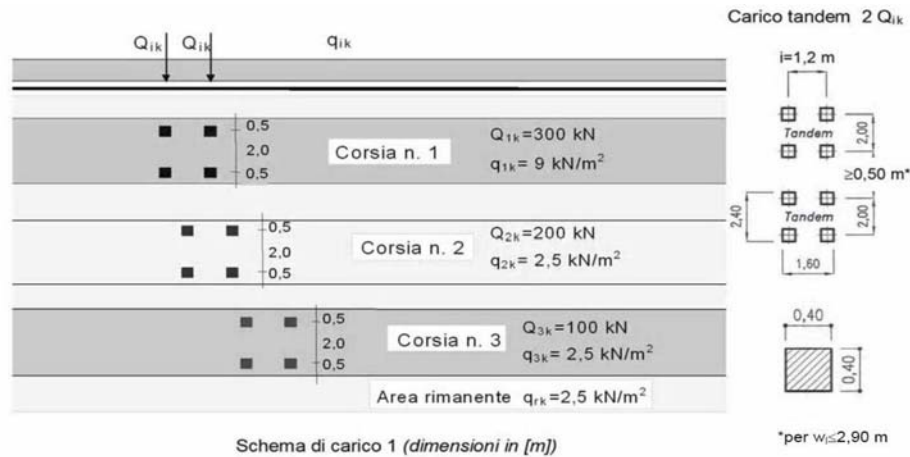 Carico tandem 2 Qik
Qik Qik qik
i=1,2 m
0,5
2,0
0,5
Corsia n. 1
Q1k=300 kN
q1k= 9 kN/m²
Tandem
2,00
≥0,50 m*
0,5
2,0
0,5
Corsia n. 2
Q2k=200 kN
q2k= 2,5 kN/m²
2,40
Tandem
2,00
1,60
0,5
2,0
0,5
Corsia n. 3
Q3k=100 kN
q3k= 2,5 kN/m²
0,40
0,40
Area rimanente qrk=2,5 kN/m²
Schema di carico 1 (dimensioni in [m])
*per wl≤2,90 m